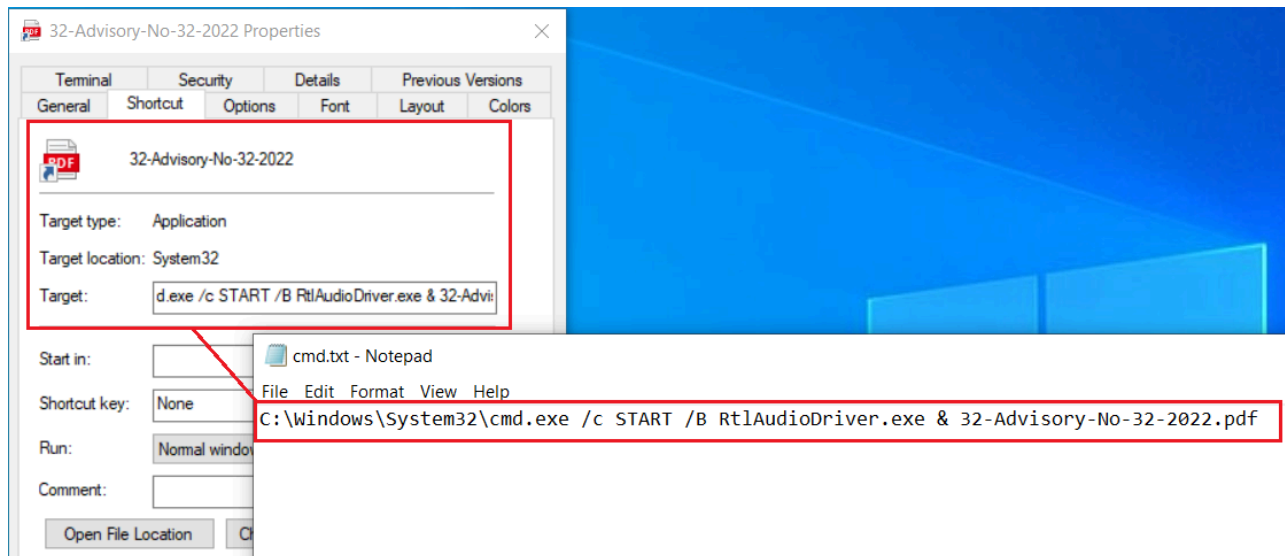 32-Advisory-No-32-2022 Properties
Terminal Security Details Previous Versions
General Shortcut Options Font Layout Colors
PDF 32-Advisory-No-32-2022
Target type: Application
Target location: System32
Target: d.exe /c START /B RtlAudioDriver.exe & 32-Advi
Start in:
Shortcut key: None
Run: Normal
Comment:
Open File Location
cmd.txt - Notepad
File Edit Format View Help
C:\Windows\System32\cmd.exe /c START /B RtlAudioDriver.exe & 32-Advisory-No-32-2022.pdf